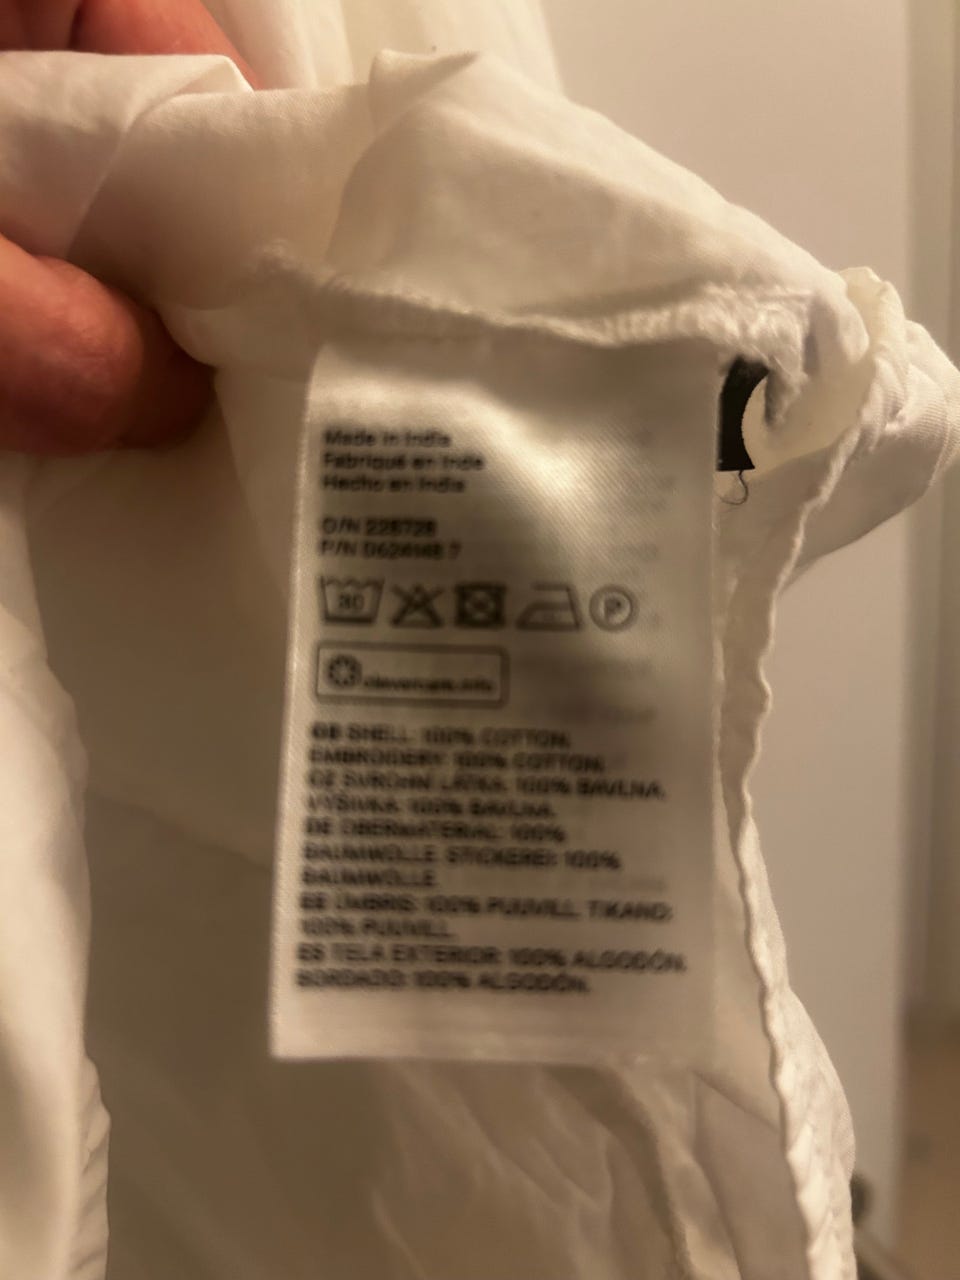 Made in India
Fabriqué en Inde
Hecho en India
O/N 228728
P/N
30
P
clevercare.info
GB SHELL: 100% COTTON.
EMBROIDERY: 100% COTTON.
CZ SVRCHNÍ LÁTKA: 100% BAVLNA.
VÝŠIVKA: 100% BAVLNA.
DE OBERMATERIAL: 100%
BAUMWOLLE. STICKEREI: 100%
BAUMWOLLE.
EE ÜMBRIS: 100% PUUVILL. TIKAND:
100% PUUVILL.
ES TELA EXTERIOR: 100% ALGODÓN.
BORDADO: 100% ALGODÓN.